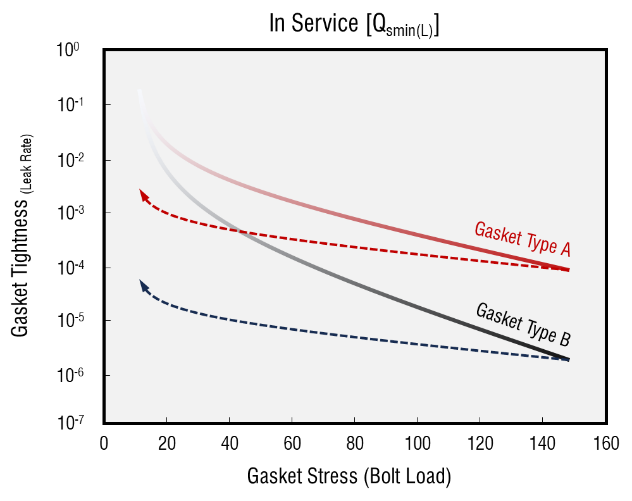 In Service [Qsmin(L)]
Gasket Tightness (Leak Rate)
10⁰
10⁻¹
10⁻²
10⁻³
10⁻⁴
10⁻⁵
10⁻⁶
10⁻⁷
Gasket Type A
Gasket Type B
0 20 40 60 80 100 120 140 160
Gasket Stress (Bolt Load)